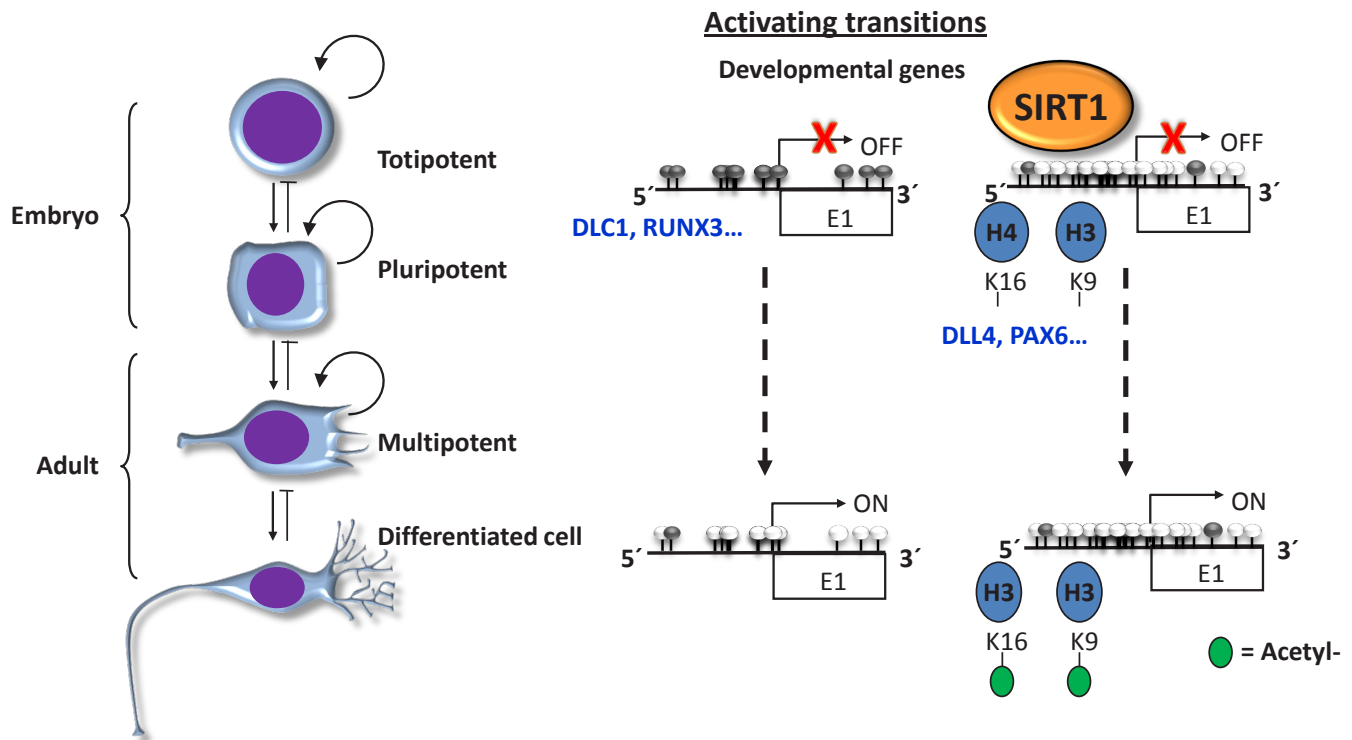 Activating transitions
Developmental genes
Embryo
Adult
Totipotent
Pluripotent
Multipotent
Differentiated cell
X
OFF
5´
3´
E1
DLC1, RUNX3...
ON
5´
3´
E1
SIRT1
X
OFF
5´
3´
E1
H4
H3
K16
K9
DLL4, PAX6...
ON
5´
3´
E1
H3
H3
K16
K9
= Acetyl-